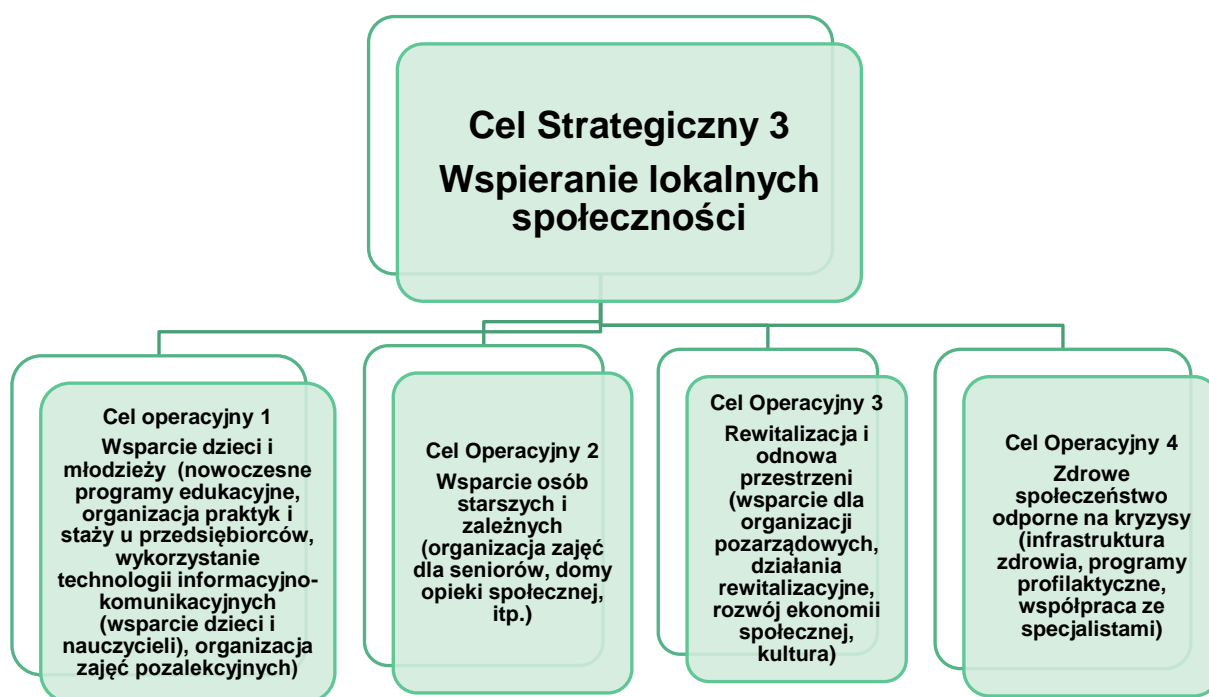 Cel Strategiczny 3
Wspieranie lokalnych
społeczności
Cel operacyjny 1
Wsparcie dzieci i
młodzieży (nowoczesne
programy edukacyjne,
organizacja praktyk i
staży u przedsiębiorców,
wykorzystanie
technologii informacyjno-
komunikacyjnych
(wsparcie dzieci i
nauczycieli), organizacja
zajęć pozalekcyjnych)
Cel Operacyjny 2
Wsparcie osób
starszych i
zależnych
(organizacja zajęć
dla seniorów, domy
opieki społecznej,
itp.)
Cel Operacyjny 3
Rewitalizacja i
odnowa
przestrzeni
(wsparcie dla
organizacji
pozarządowych,
działania
rewitalizacyjne,
rozwój ekonomii
społecznej,
kultura)
Cel Operacyjny 4
Zdrowe
społeczeństwo
odporne na kryzysy
(infrastruktura
zdrowia, programy
profilaktyczne,
współpraca ze
specjalistami)